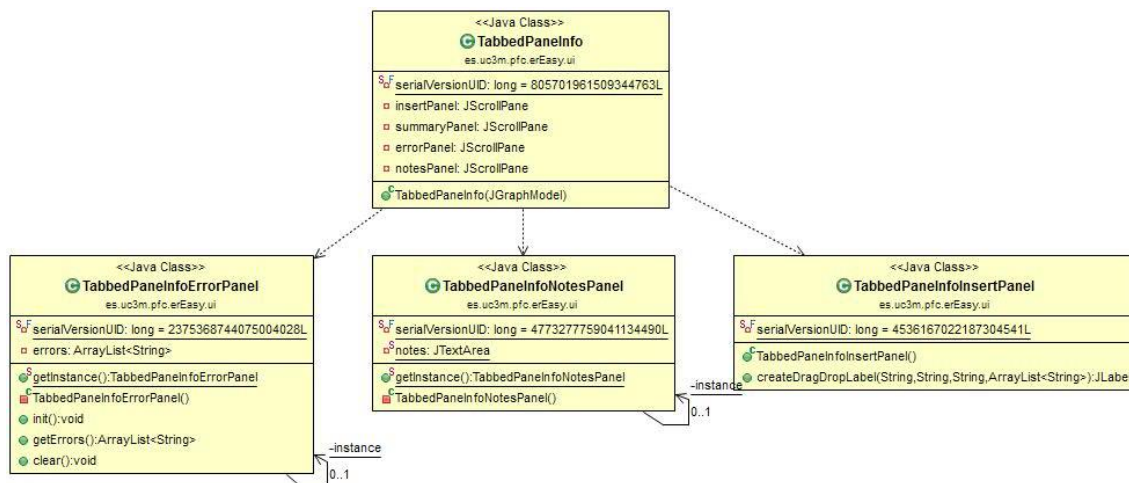 <<Java Class>>
TabbedPaneInfo
es.uc3m.pfc.erEasy.ui
serialVersionUID: long = 805701961509344763L
insertPanel: JScrollPane
summaryPanel: JScrollPane
errorPanel: JScrollPane
notesPanel: JScrollPane
TabbedPaneInfo(JGraphModel)
<<Java Class>>
TabbedPaneInfoErrorPanel
es.uc3m.pfc.erEasy.ui
serialVersionUID: long = 2375368744075004028L
errors: ArrayList<String>
getInstance():TabbedPaneInfoErrorPanel
TabbedPaneInfoErrorPanel()
init():void
getErrors():ArrayList<String>
clear():void
-instance
0..1
<<Java Class>>
TabbedPaneInfoNotesPanel
es.uc3m.pfc.erEasy.ui
serialVersionUID: long = 4773277759041134490L
notes: JTextArea
getInstance():TabbedPaneInfoNotesPanel
TabbedPaneInfoNotesPanel()
-instance
0..1
<<Java Class>>
TabbedPaneInfoInsertPanel
es.uc3m.pfc.erEasy.ui
serialVersionUID: long = 4536167022187304541L
TabbedPaneInfoInsertPanel()
createDragDropLabel(String,String,String,ArrayList<String>):JLabel